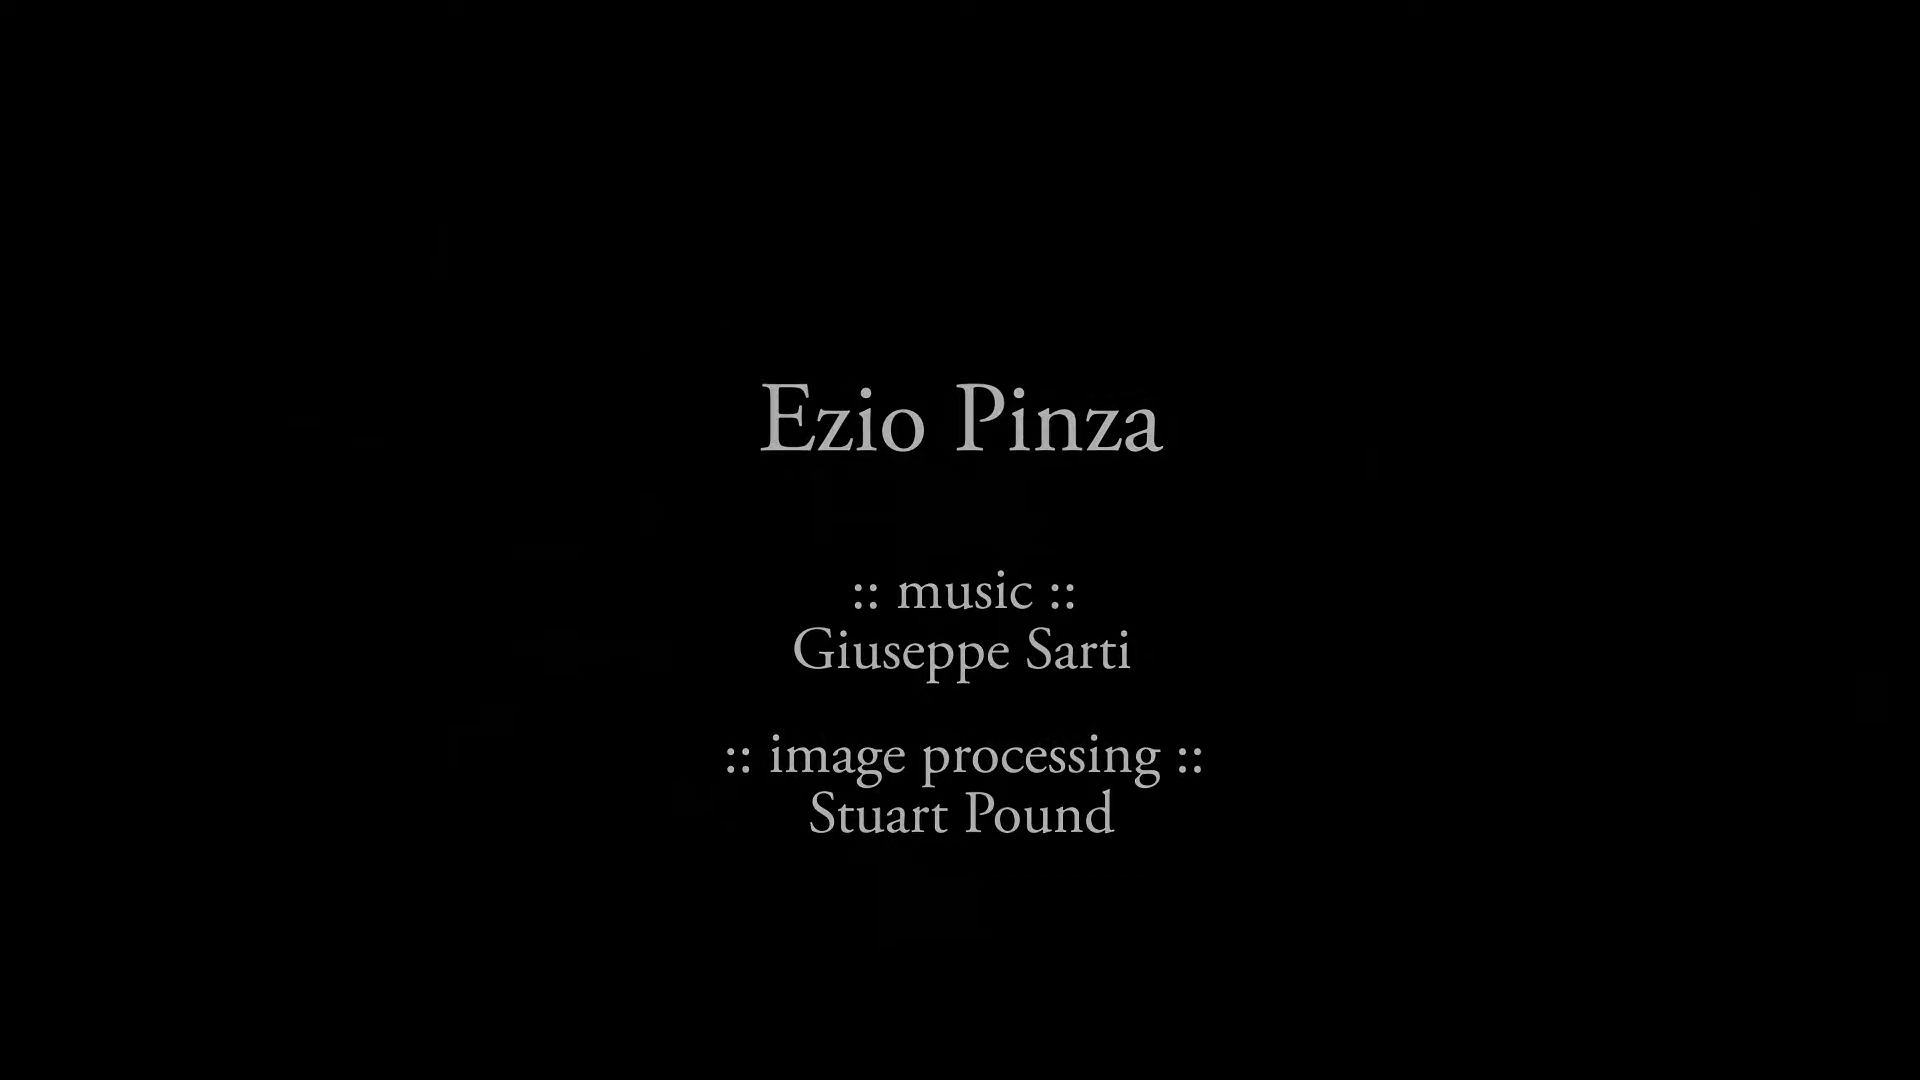 Ezio Pinza
:: music ::
Giuseppe Sarti
:: image processing ::
Stuart Pound